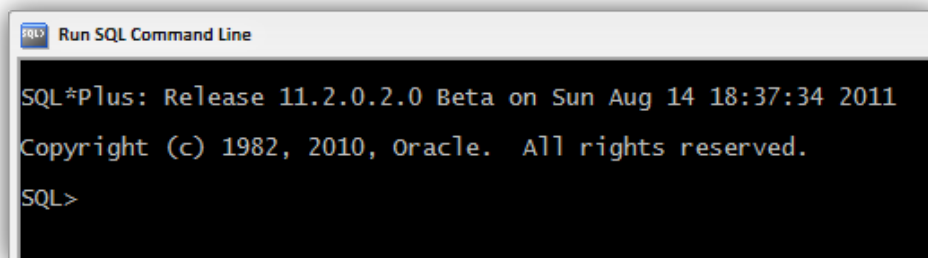 SQL>
Run SQL Command Line
SQL*Plus: Release 11.2.0.2.0 Beta on Sun Aug 14 18:37:34 2011
Copyright (c) 1982, 2010, Oracle.  All rights reserved.
SQL>